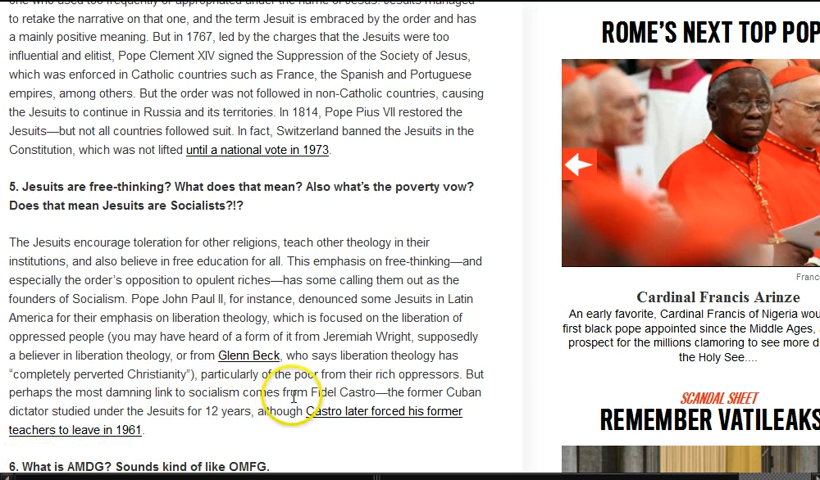 to retake the narrative on that one, and the term Jesuit is embraced by the order and has
a mainly positive meaning. But in 1767, led by the charges that the Jesuits were too
influential and elitist, Pope Clement XIV signed the Suppression of the Society of Jesus,
which was enforced in Catholic countries such as France, the Spanish and Portuguese
empires, among others. But the order was not followed in non-Catholic countries, causing
the Jesuits to continue in Russia and its territories. In 1814, Pope Pius VII restored the
Jesuits—but not all countries followed suit. In fact, Switzerland banned the Jesuits in the
Constitution, which was not lifted until a national vote in 1973.
5. Jesuits are free-thinking? What does that mean? Also what's the poverty vow?
Does that mean Jesuits are Socialists?!?
The Jesuits encourage toleration for other religions, teach other theology in their
institutions, and also believe in free education for all. This emphasis on free-thinking—and
especially the order's opposition to opulent riches—has some calling them out as the
founders of Socialism. Pope John Paul II, for instance, denounced some Jesuits in Latin
America for their emphasis on liberation theology, which is focused on the liberation of
oppressed people (you may have heard of a form of it from Jeremiah Wright, supposedly
a believer in liberation theology, or from Glenn Beck, who says liberation theology has
“completely perverted Christianity”), particularly of the poor from their rich oppressors. But
perhaps the most damning link to socialism comes from Fidel Castro—the former Cuban
dictator studied under the Jesuits for 12 years, although Castro later forced his former
teachers to leave in 1961.
6. What is AMDG? Sounds kind of like OMFG.
ROME'S NEXT TOP POP
Franc
Cardinal Francis Arinze
An early favorite, Cardinal Francis of Nigeria wou
first black pope appointed since the Middle Ages,
prospect for the millions clamoring to see more d
the Holy See....
SCANDAL SHEET
REMEMBER VATILEAKS